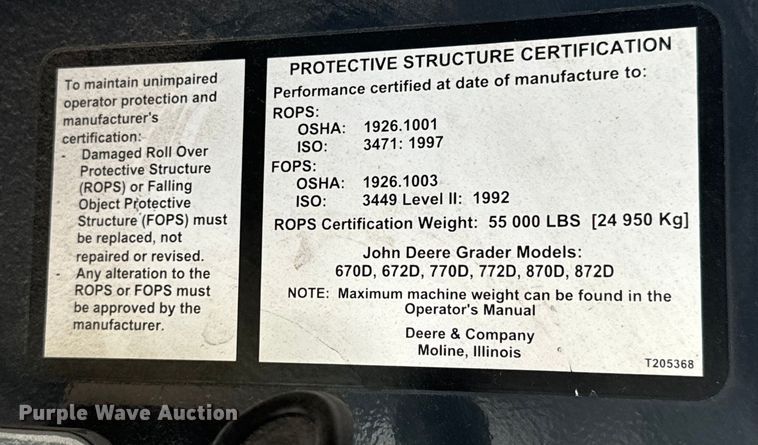 To maintain unimpaired
operator protection and
manufacturer's
certification:
- Damaged Roll Over
Protective Structure
(ROPS) or Falling
Object Protective
Structure (FOPS) must
be replaced, not
repaired or revised.
- Any alteration to the
ROPS or FOPS must
be approved by the
manufacturer.
PROTECTIVE STRUCTURE CERTIFICATION
Performance certified at date of manufacture to:
ROPS:
OSHA: 1926.1001
ISO: 3471: 1997
FOPS:
OSHA: 1926.1003
ISO: 3449 Level II: 1992
ROPS Certification Weight: 55 000 LBS [24 950 Kg]
John Deere Grader Models:
670D, 672D, 770D, 772D, 870D, 872D
NOTE: Maximum machine weight can be found in the
Operator's Manual
Deere & Company
Moline, Illinois
T205368
Purple Wave Auction